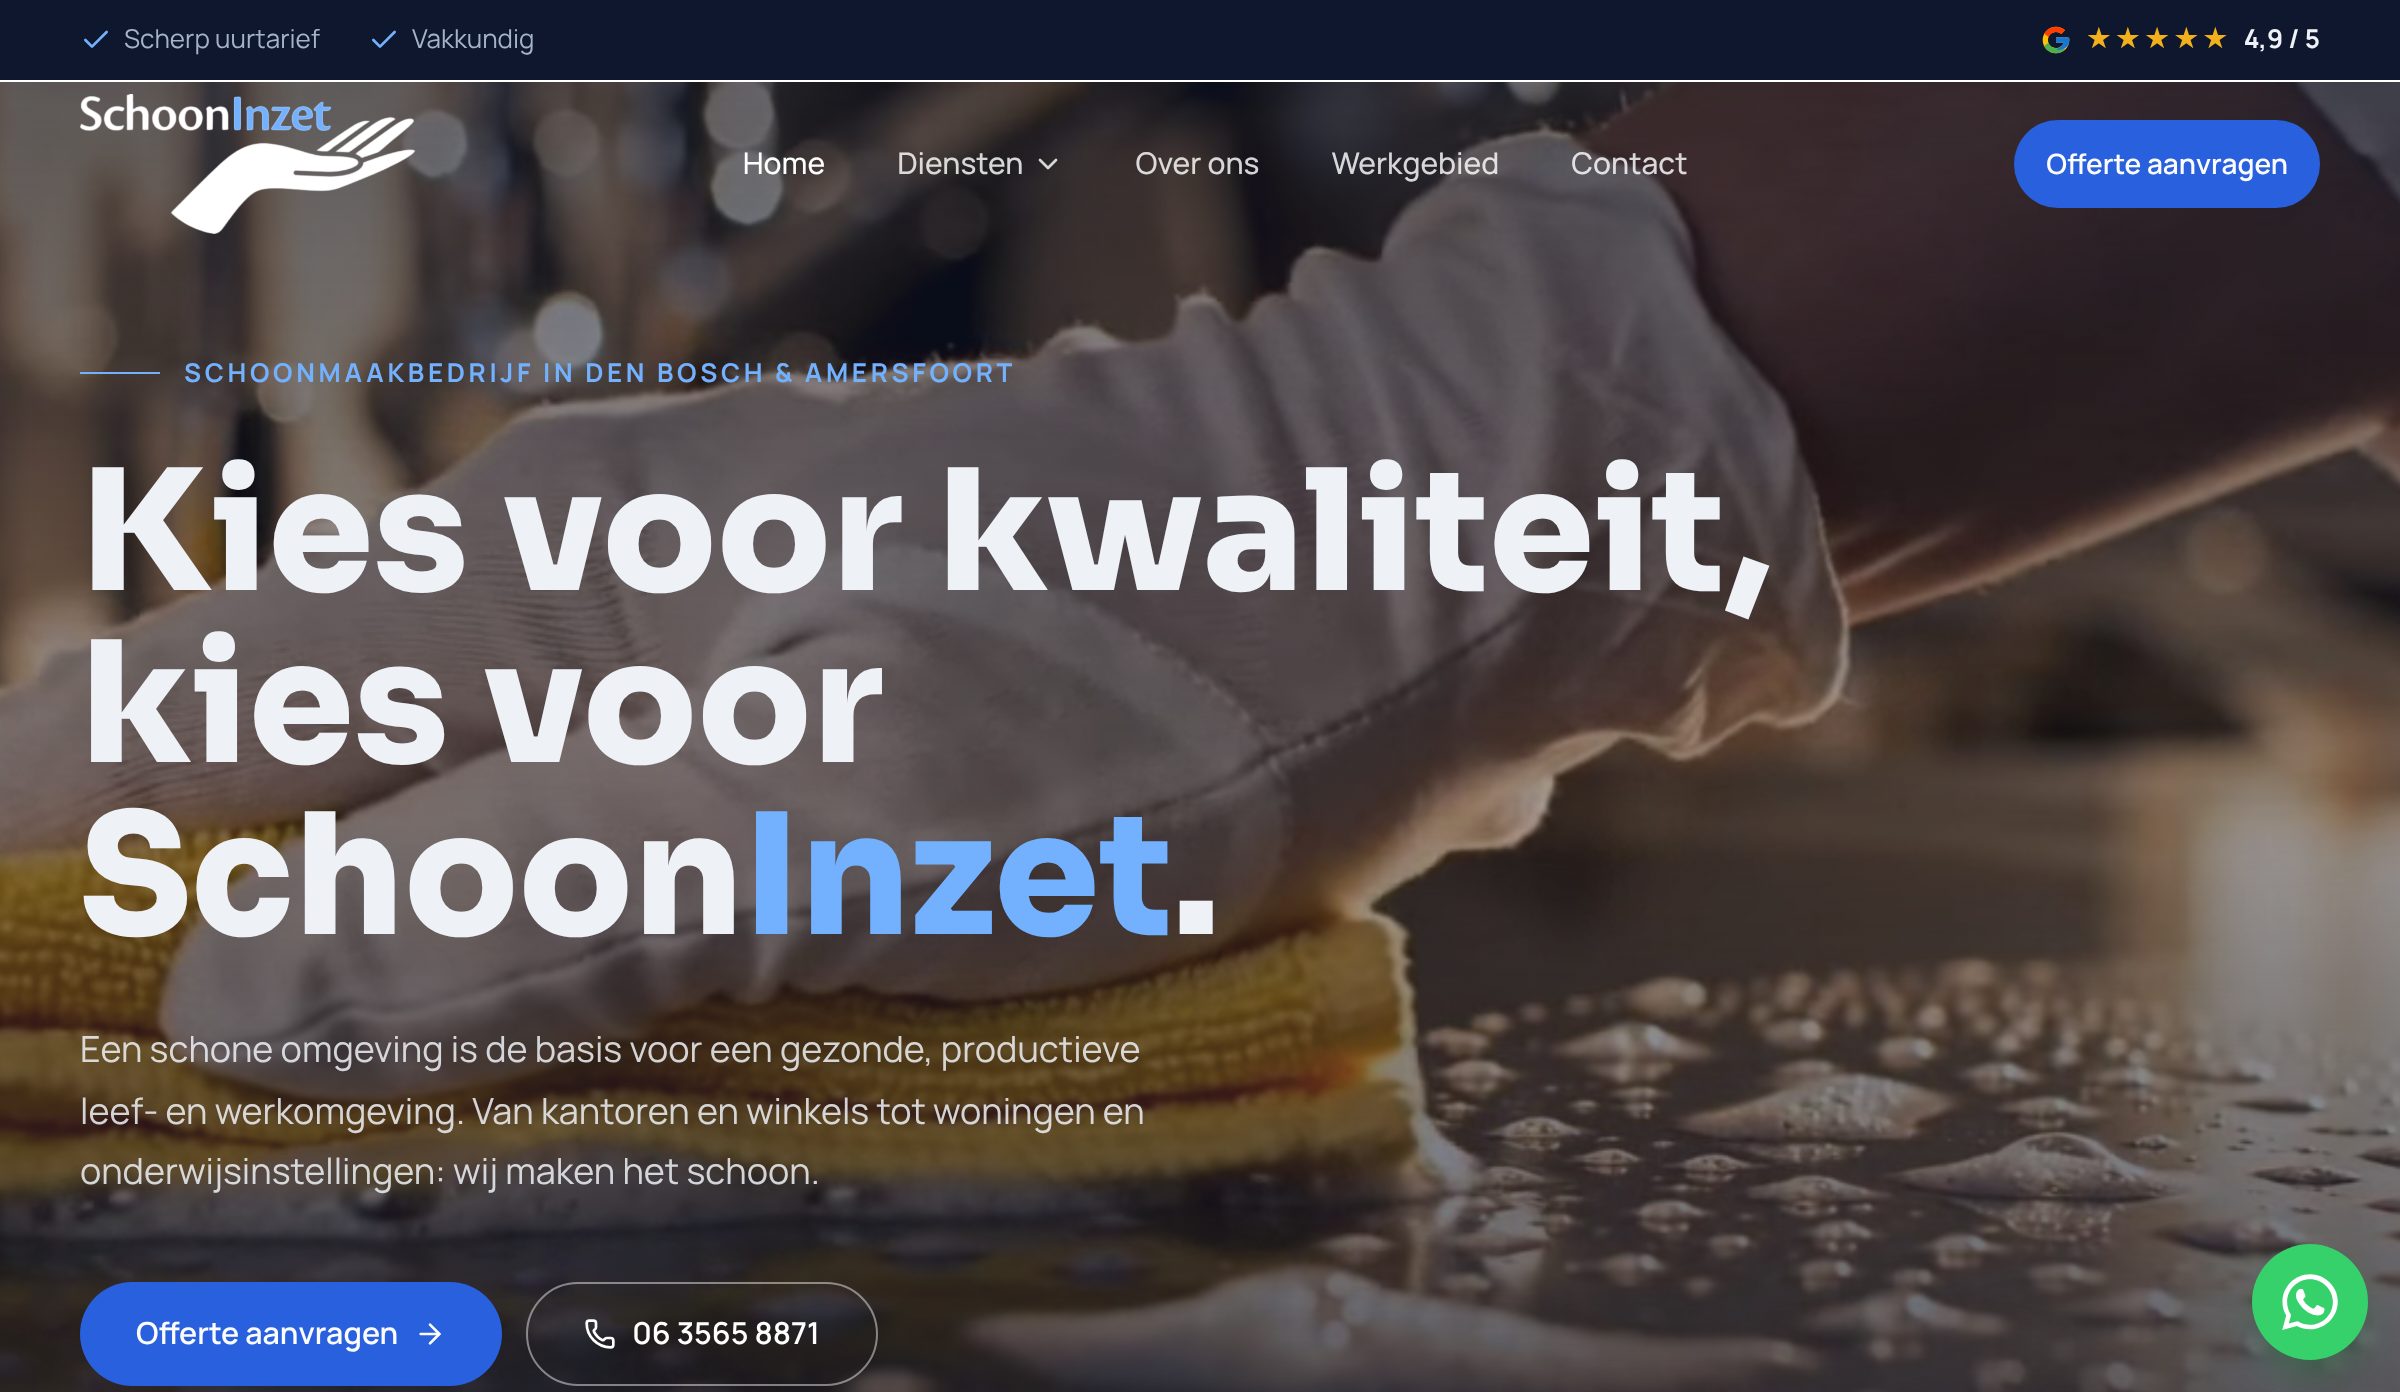 Scherp uurtarief
Vakkundig
4,9 / 5
SchoonInzet
Home
Diensten
Over ons
Werkgebied
Contact
Offerte aanvragen
SCHOONMAAKBEDRIJF IN DEN BOSCH & AMERSFOORT
Kies voor kwaliteit,
kies voor
SchoonInzet.
Een schone omgeving is de basis voor een gezonde, productieve
leef- en werkomgeving. Van kantoren en winkels tot woningen en
onderwijsinstellingen: wij maken het schoon.
Offerte aanvragen
06 3565 8871